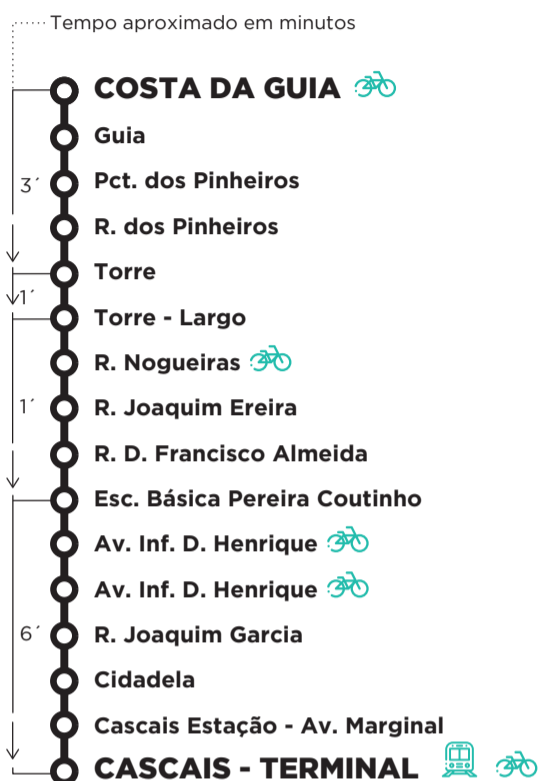 Tempo aproximado em minutos
COSTA DA GUIA
Guia
3´ Pct. dos Pinheiros
R. dos Pinheiros
Torre
1´
Torre - Largo
R. Nogueiras
1´ R. Joaquim Ereira
R. D. Francisco Almeida
Esc. Básica Pereira Coutinho
Av. Inf. D. Henrique
Av. Inf. D. Henrique
6´ R. Joaquim Garcia
Cidadela
Cascais Estação - Av. Marginal
CASCAIS - TERMINAL